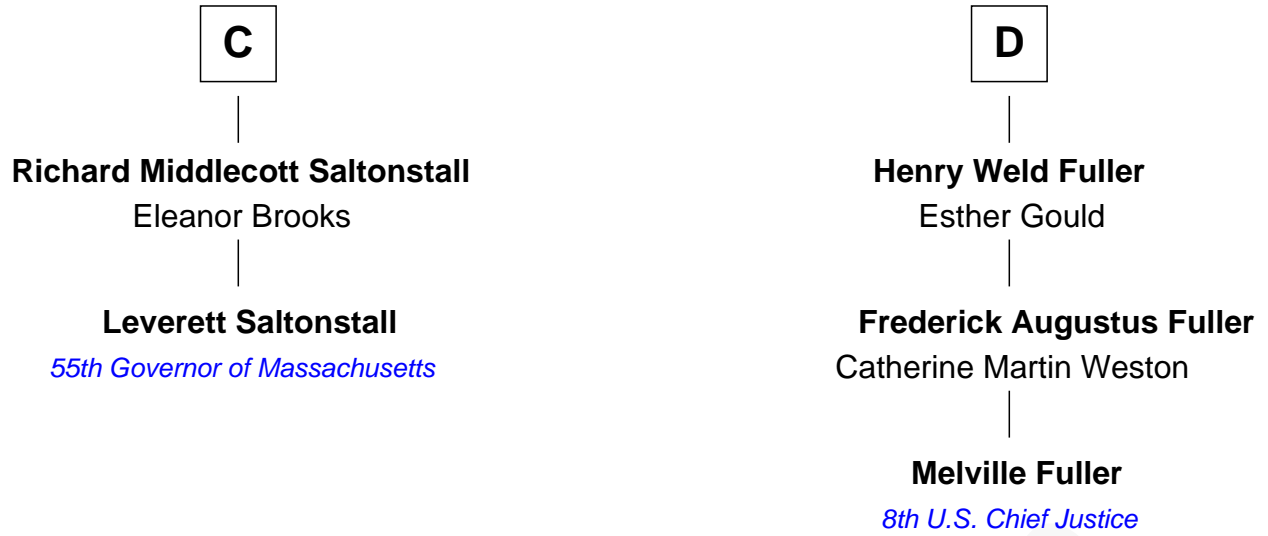 C
Richard Middlecott Saltonstall
Eleanor Brooks
Leverett Saltonstall
55th Governor of Massachusetts
D
Henry Weld Fuller
Esther Gould
Frederick Augustus Fuller
Catherine Martin Weston
Melville Fuller
8th U.S. Chief Justice